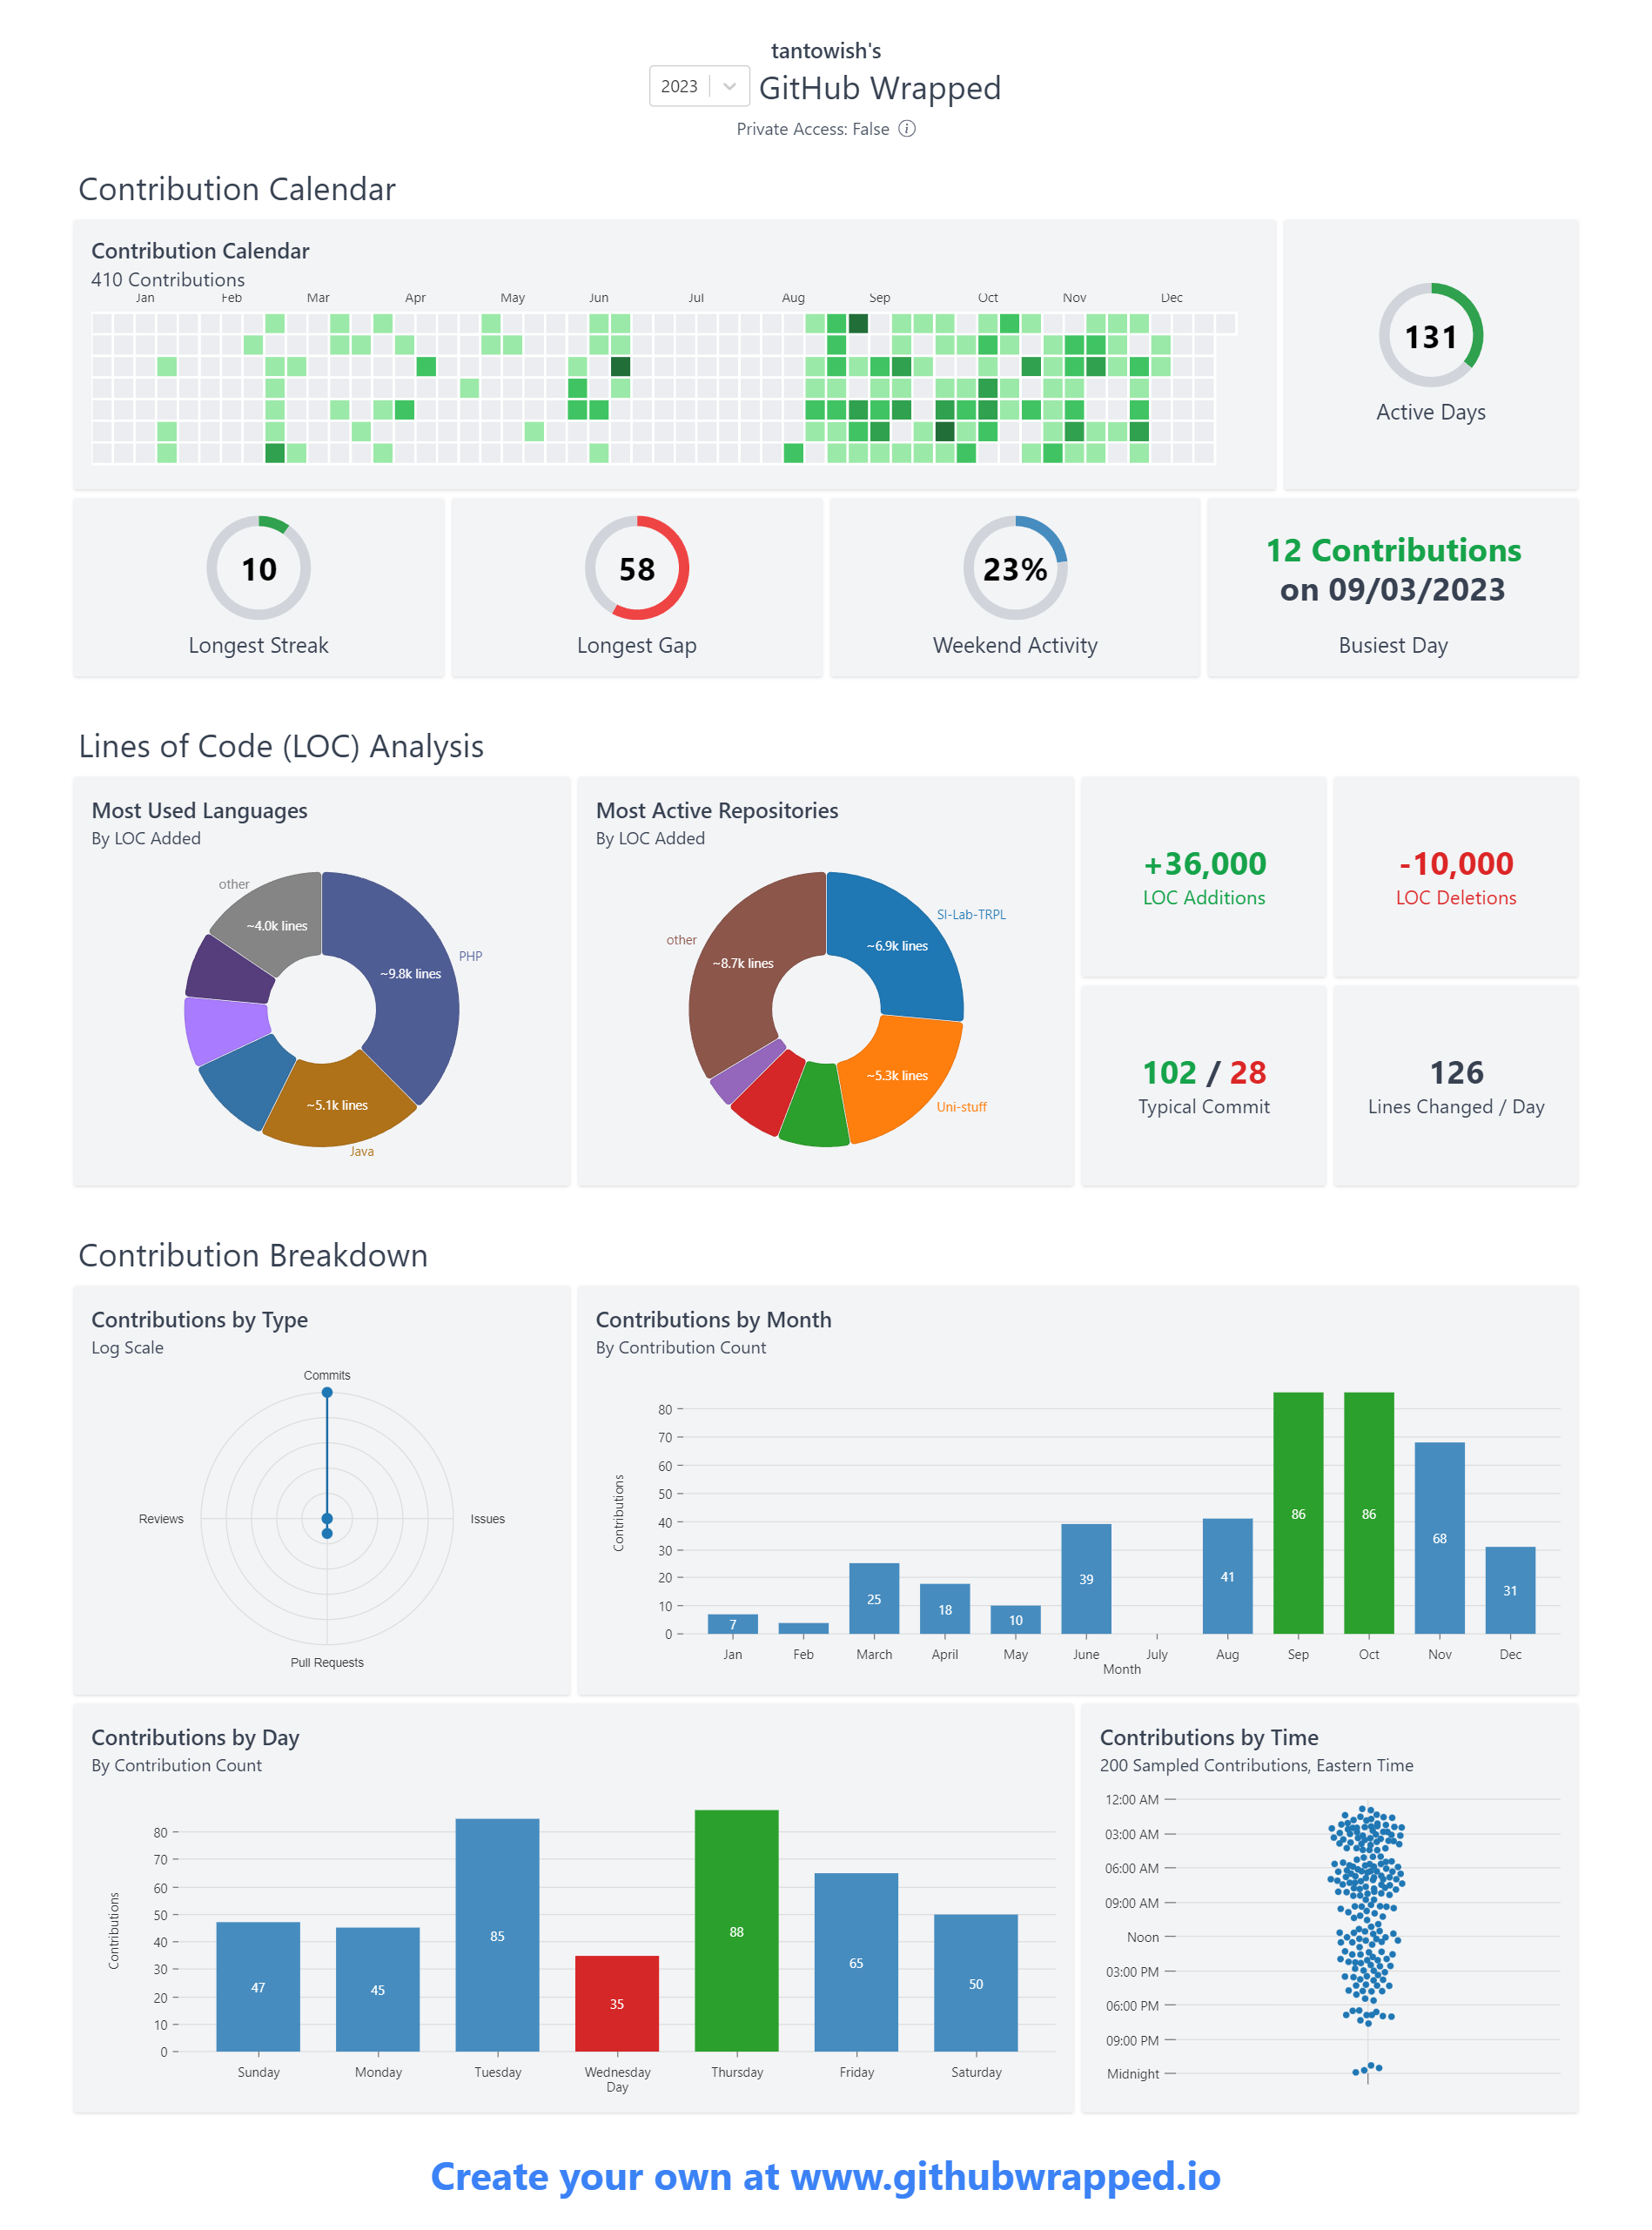 tantowish's
2023
GitHub Wrapped
Private Access: False
Contribution Calendar
Contribution Calendar
410 Contributions
Jan Feb Mar Apr May Jun Jul Aug Sep Oct Nov Dec
131
Active Days
10
Longest Streak
58
Longest Gap
23%
Weekend Activity
12 Contributions
on 09/03/2023
Busiest Day
Lines of Code (LOC) Analysis
Most Used Languages
By LOC Added
other
~4.0k lines
PHP
~9.8k lines
~5.1k lines
Java
Most Active Repositories
By LOC Added
SI-Lab-TRPL
other
~6.9k lines
~8.7k lines
~5.3k lines
Uni-stuff
+36,000
LOC Additions
-10,000
LOC Deletions
102 / 28
Typical Commit
126
Lines Changed / Day
Contribution Breakdown
Contributions by Type
Log Scale
Commits
Reviews
Issues
Pull Requests
Contributions by Month
By Contribution Count
80
70
60
50
40
30
20
10
0
Contributions
7
25
18
10
39
41
86
86
68
31
Jan Feb March April May June July Aug Sep Oct Nov Dec
Month
Contributions by Day
By Contribution Count
80
70
60
50
40
30
20
10
0
Contributions
47
45
85
35
88
65
50
Sunday Monday Tuesday Wednesday Thursday Friday Saturday
Day
Contributions by Time
200 Sampled Contributions, Eastern Time
12:00 AM
03:00 AM
06:00 AM
09:00 AM
Noon
03:00 PM
06:00 PM
09:00 PM
Midnight
Create your own at www.githubwrapped.io